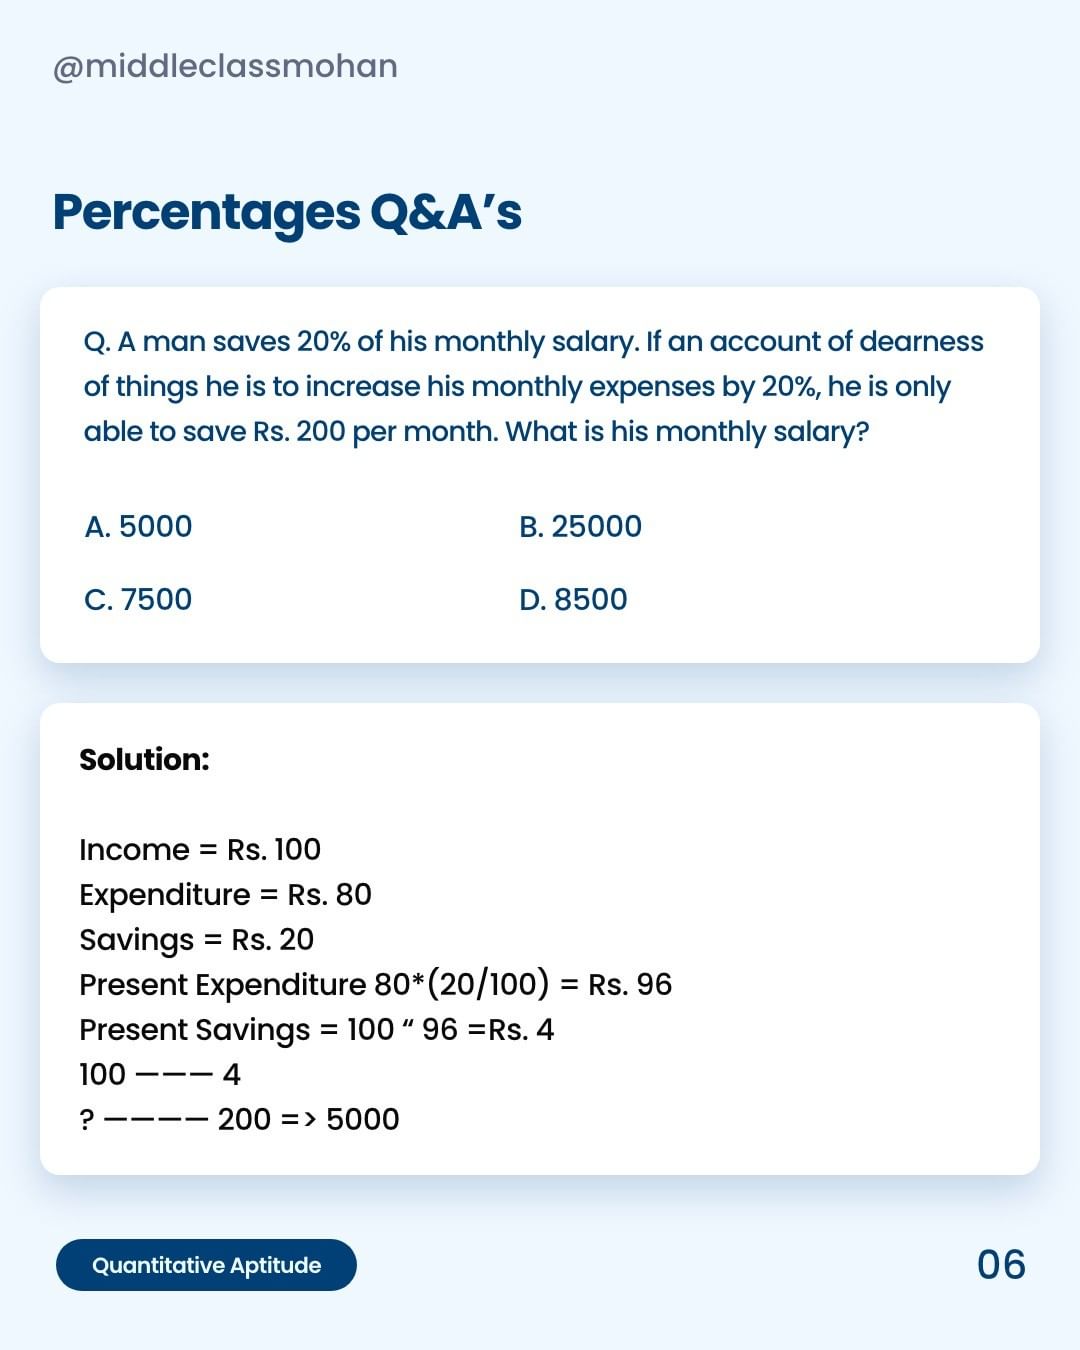 @middleclassmohan
Percentages Q&A’s
Q. A man saves 20% of his monthly salary. If an account of dearness
of things he is to increase his monthly expenses by 20%, he is only
able to save Rs. 200 per month. What is his monthly salary?
A. 5000
B. 25000
C. 7500
D. 8500
Solution:
Income = Rs. 100
Expenditure = Rs. 80
Savings = Rs. 20
Present Expenditure 80*(20/100) = Rs. 96
Present Savings = 100 “ 96 =Rs. 4
100 ——— 4
? ———— 200 => 5000
Quantitative Aptitude
06